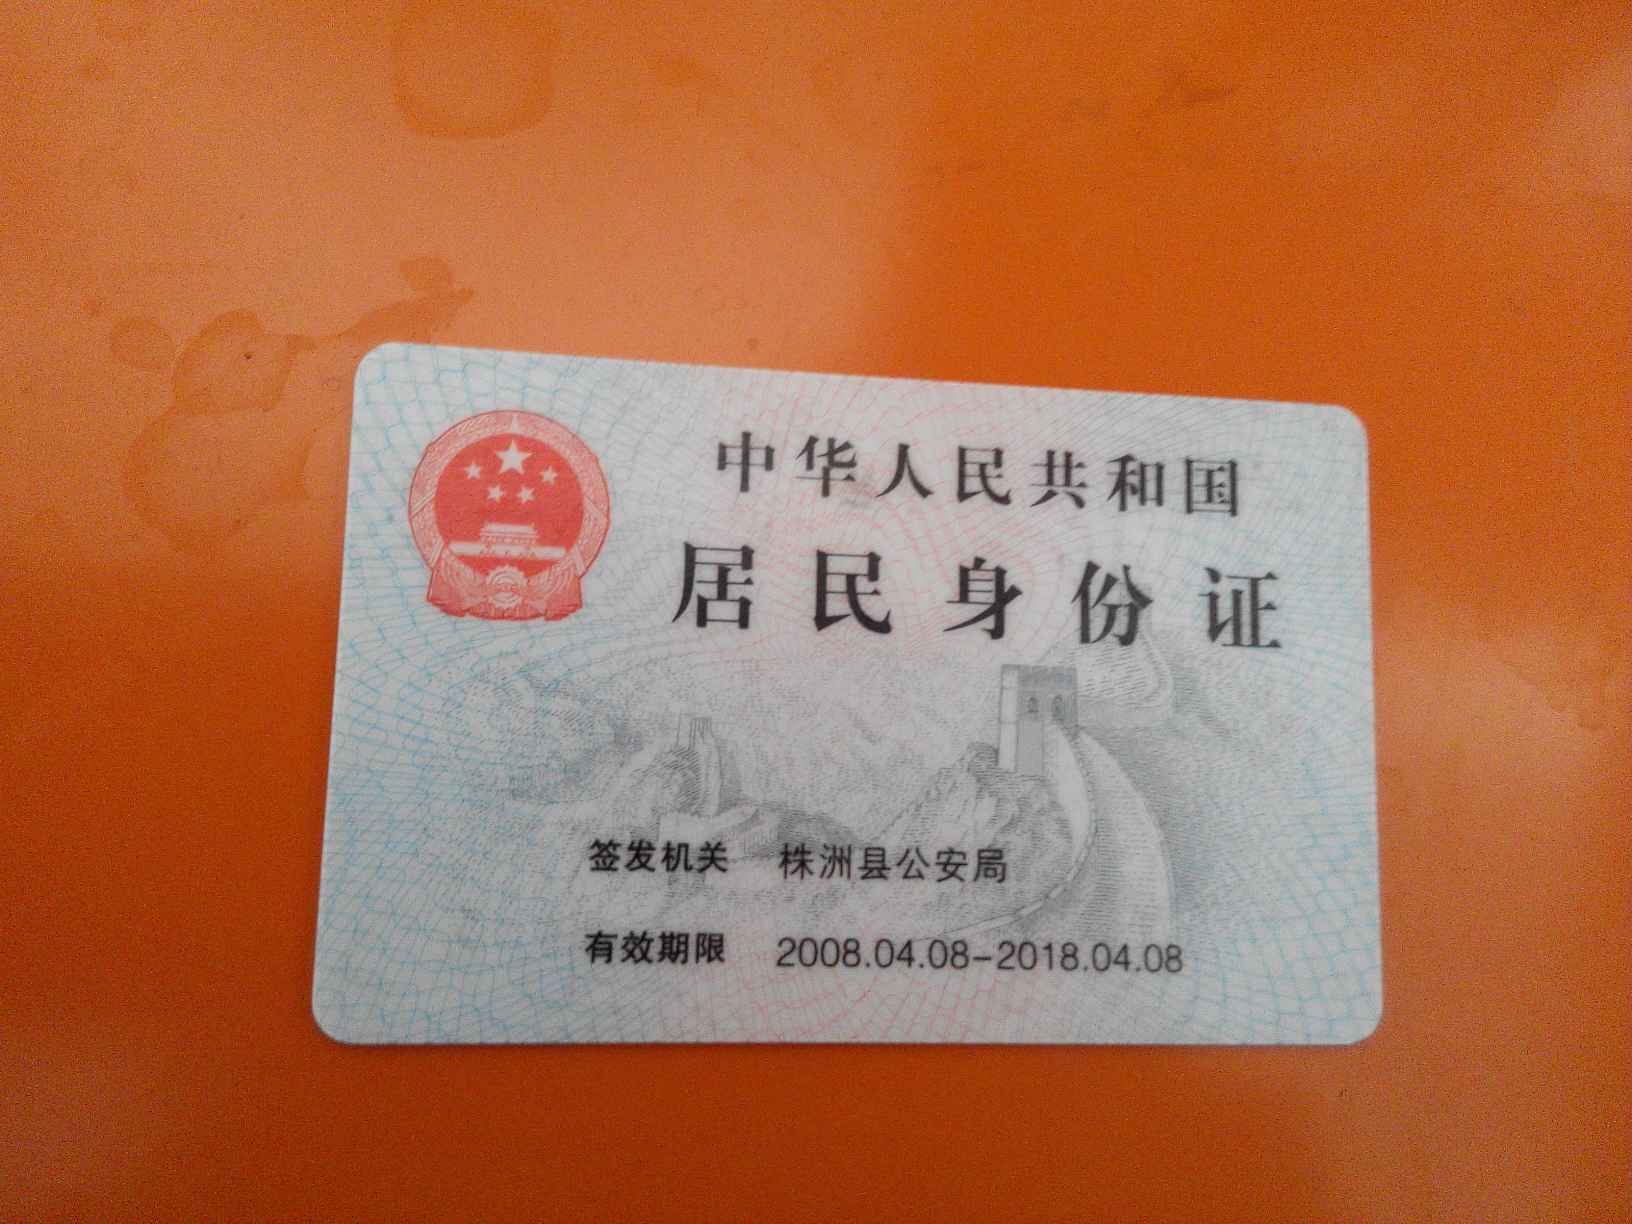 中华人民共和国
居民身份证
签发机关 株洲县公安局
有效期限 2008.04.08-2018.04.08